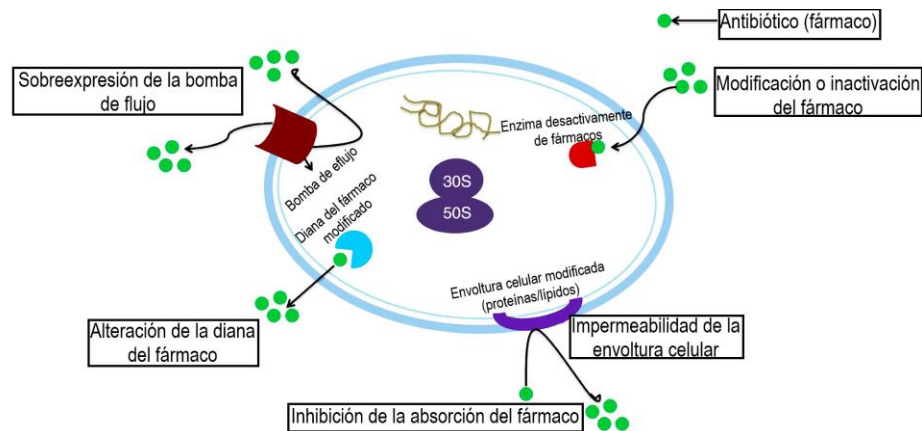 Antibiótico (fármaco)
Sobreexpresión de la bomba
de flujo
Modificación o inactivación
del fármaco
Enzima desactivamente
de fármacos
Bomba de eflujo
30S
50S
Diana del fármaco
modificado
Envoltura celular modificada
(proteínas/lípidos)
Alteración de la diana
del fármaco
Impermeabilidad de la
envoltura celular
Inhibición de la absorción del fármaco